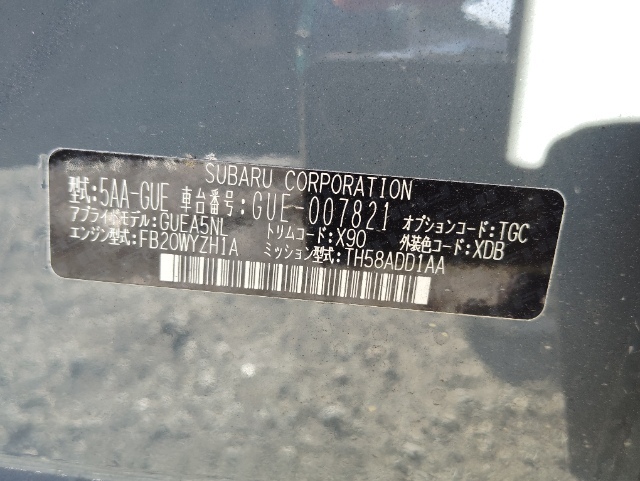 SUBARU CORPORATION
型式:5AA-GUE 車台番号:GUE-007821 オプションコード:TGC
アプライドモデル:GUEA5NL トリムコード:X90 外装色コード:XDB
エンジン型式:FB20WYZH1A ミッション型式:TH58ADD1AA